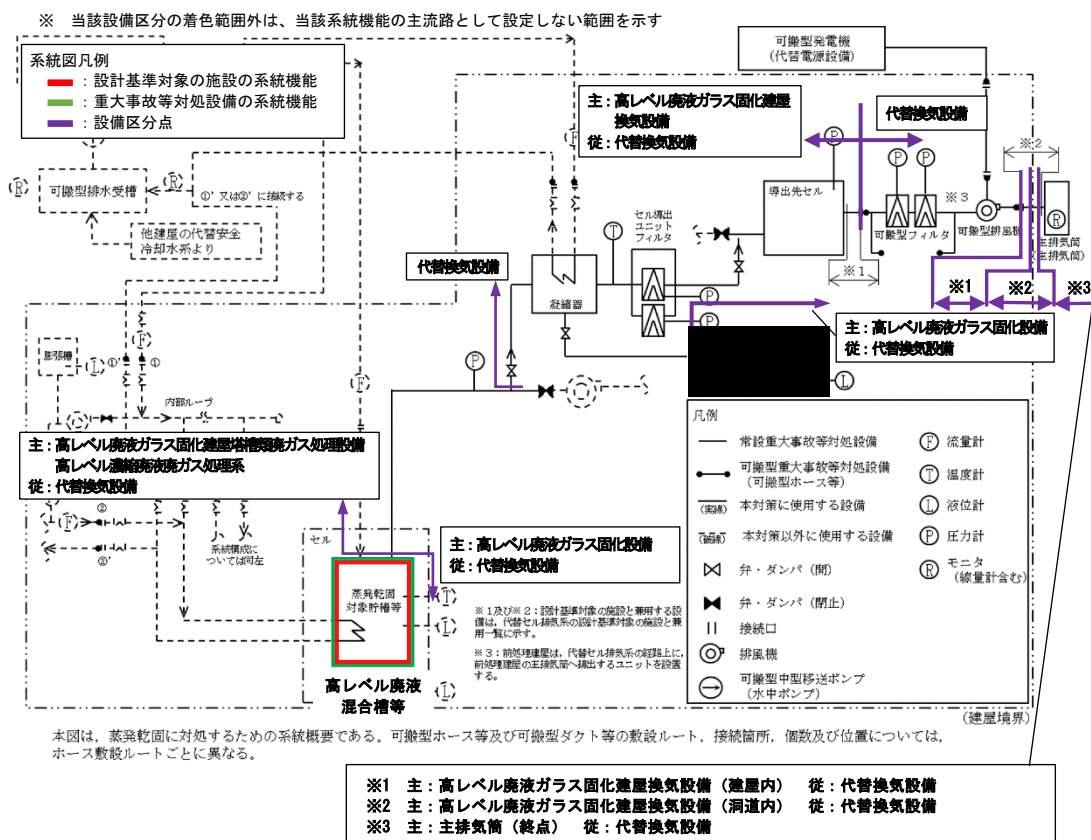 ※ 当該設備区分の着色範囲外は、当該系統機能の主流路として設定しない範囲を示す
系統図凡例
：設計基準対象の施設の系統機能
：重大事故等対処設備の系統機能
：設備区分点
可搬型発電機
（代替電源設備）
主：高レベル廃液ガラス固化建屋
換気設備
従：代替換気設備
代替換気設備
※2
F
P
P
P
R
可搬型排水受槽
R
①’又は②’に接続する
他建屋の代替安全
冷却水系より
導出先セル
セル導出
ユニット
フィルタ
T
※3
可搬型フィルタ
可搬型排風機
R
主排気筒
（主排気筒）
※1
代替換気設備
凝縮器
P
P
※1
※2
※3
主：高レベル廃液ガラス固化設備
従：代替換気設備
F
膨張槽
L
①’
①
F
P
L
内部ループ
主：高レベル廃液ガラス固化建屋塔槽類廃ガス処理設備
高レベル濃縮廃液廃ガス処理系
従：代替換気設備
F
②
②’
系統構成に
ついては同左
セル
主：高レベル廃液ガラス固化設備
従：代替換気設備
蒸発乾固
対象貯槽等
T
L
L
高レベル廃液
混合槽等
※1及び※2：設計基準対象の施設と兼用する設
備は、代替セル排気系の設計基準対象の施設と兼
用一覧に示す。
※3：前処理建屋は、代替セル排気系の経路上に、
前処理建屋の主排気筒へ排出するユニットを設置
する。
凡例
常設重大事故等対処設備
可搬型重大事故等対処設備
（可搬型ホース等）
（実線）
本対策に使用する設備
（破線）
本対策以外に使用する設備
弁・ダンパ（開）
弁・ダンパ（閉止）
接続口
排風機
可搬型中型移送ポンプ
（水中ポンプ）
F 流量計
T 温度計
L 液位計
P 圧力計
R モニタ
（線量計含む）
（建屋境界）
本図は，蒸発乾固に対処するための系統概要である。可搬型ホース等及び可搬型ダクト等の敷設ルート，接続箇所，個数及び位置については，
ホース敷設ルートごとに異なる。
※1 主：高レベル廃液ガラス固化建屋換気設備（建屋内） 従：代替換気設備
※2 主：高レベル廃液ガラス固化建屋換気設備（洞道内） 従：代替換気設備
※3 主：主排気筒（終点） 従：代替換気設備